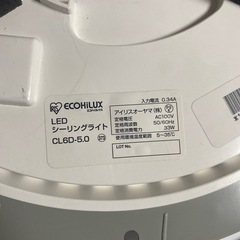 ECOHiLUX
入力電流 0.34A
LED
シーリングライト
CL6D-5.0
アイリスオーヤマ(株)
定格電圧 AC100V
定格周波数 50/60Hz
定格消費電力 33W
使用環境温度範囲 5~35℃
LOT No.